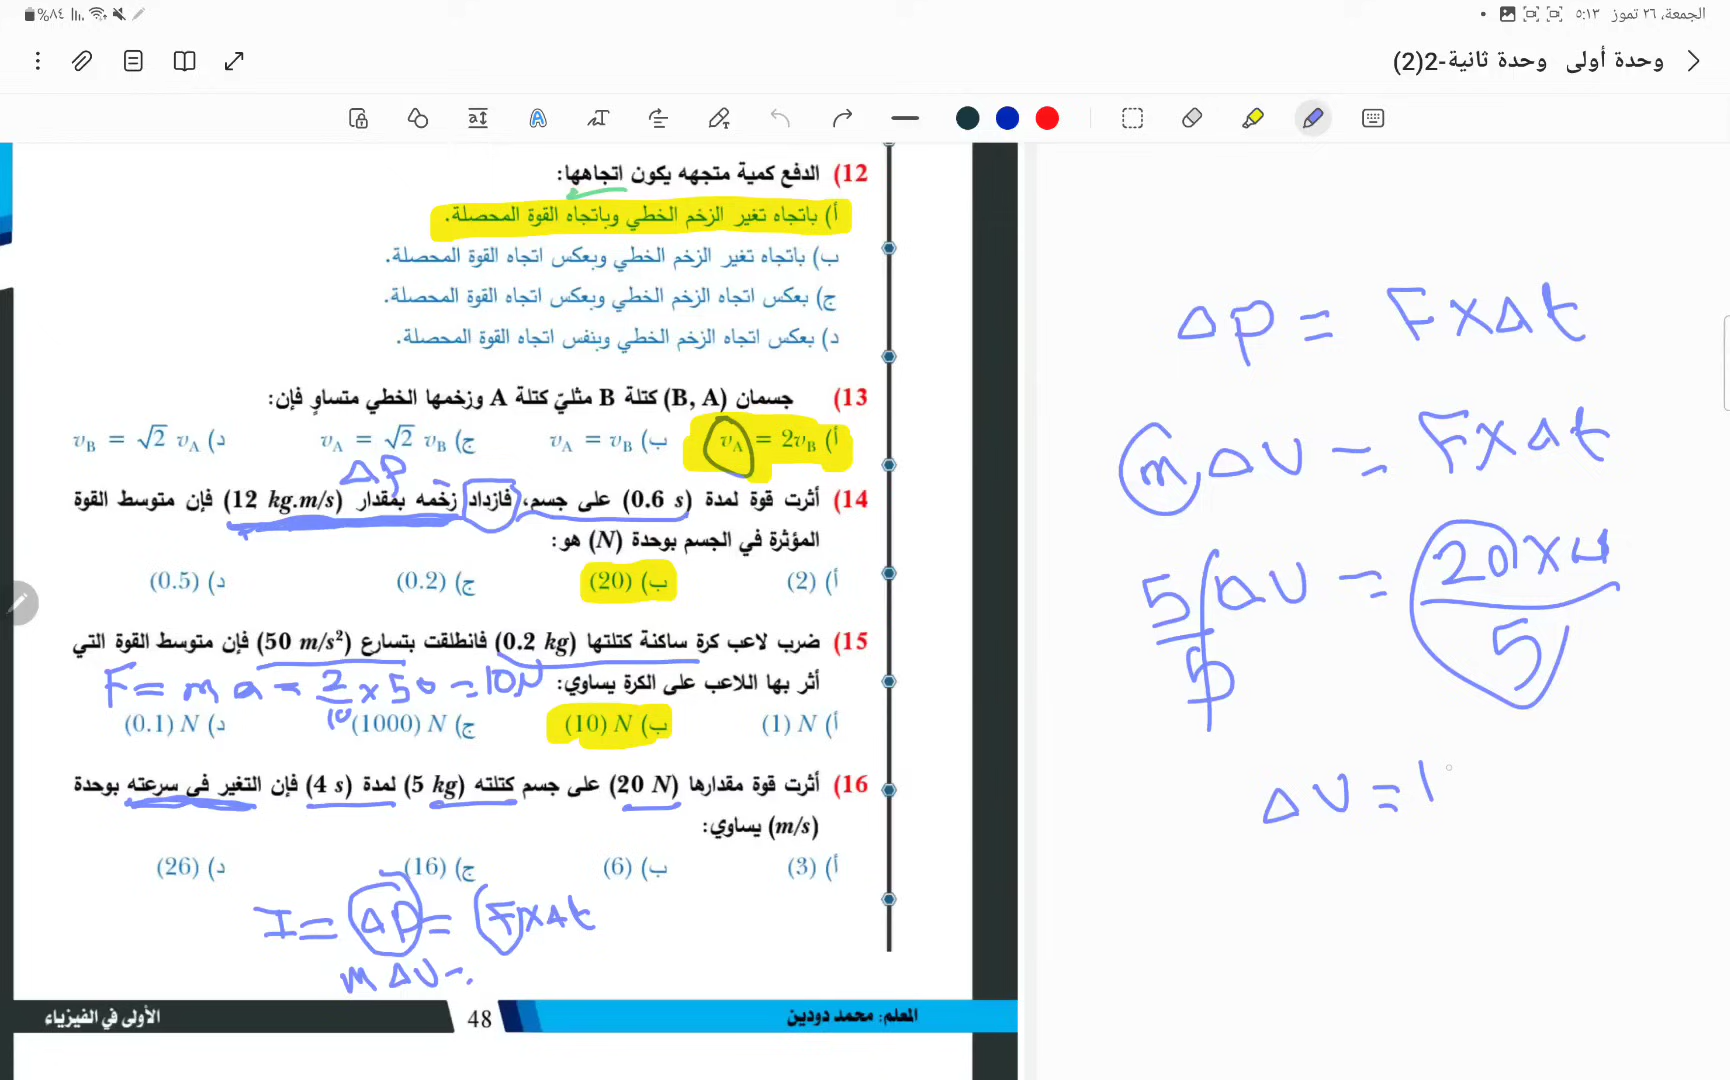 الجمعة، ٢٦ تموز ٥:١٣
%٨٤
وحدة أولى وحدة ثانية-2(2)
12) الدفع كمية متجهه يكون اتجاهها:
أ) باتجاه تغير الزخم الخطي وباتجاه القوة المحصلة.
ب) باتجاه تغير الزخم الخطي وبعكس اتجاه القوة المحصلة.
ج) بعكس اتجاه الزخم الخطي وبعكس اتجاه القوة المحصلة.
د) بعكس اتجاه الزخم الخطي وبنفس اتجاه القوة المحصلة.
13) جسمان (B, A) كتلة B مثليّ كتلة A وزخمها الخطي متساوٍ فإن:
أ) vA = 2vB ب) vA = vB ج) vA = √2 vB د) vB = √2 vA
ΔP
14) أثرت قوة لمدة (0.6 s) على جسم، فازداد زخمه بمقدار (12 kg.m/s) فإن متوسط القوة
المؤثرة في الجسم بوحدة (N) هو:
أ) (2) ب) (20) ج) (0.2) د) (0.5)
15) ضرب لاعب كرة ساكنة كتلتها (0.2 kg) فانطلقت بتسارع (50 m/s²) فإن متوسط القوة التي
أثر بها اللاعب على الكرة يساوي:
F = m a = 2/10 x 50 = 10N
أ) (1) N ب) (10) N ج) (1000) N د) (0.1) N
16) أثرت قوة مقدارها (20 N) على جسم كتلته (5 kg) لمدة (4 s) فإن التغير في سرعته بوحدة
(m/s) يساوي:
أ) (3) ب) (6) ج) (16) د) (26)
I = ΔP = F x Δt
m Δv =
المعلم: محمد دودين
48
الأولى في الفيزياء
ΔP = F x Δt
m Δv = F x Δt
5/5 Δv = 20 x 4 / 5
Δv = 1